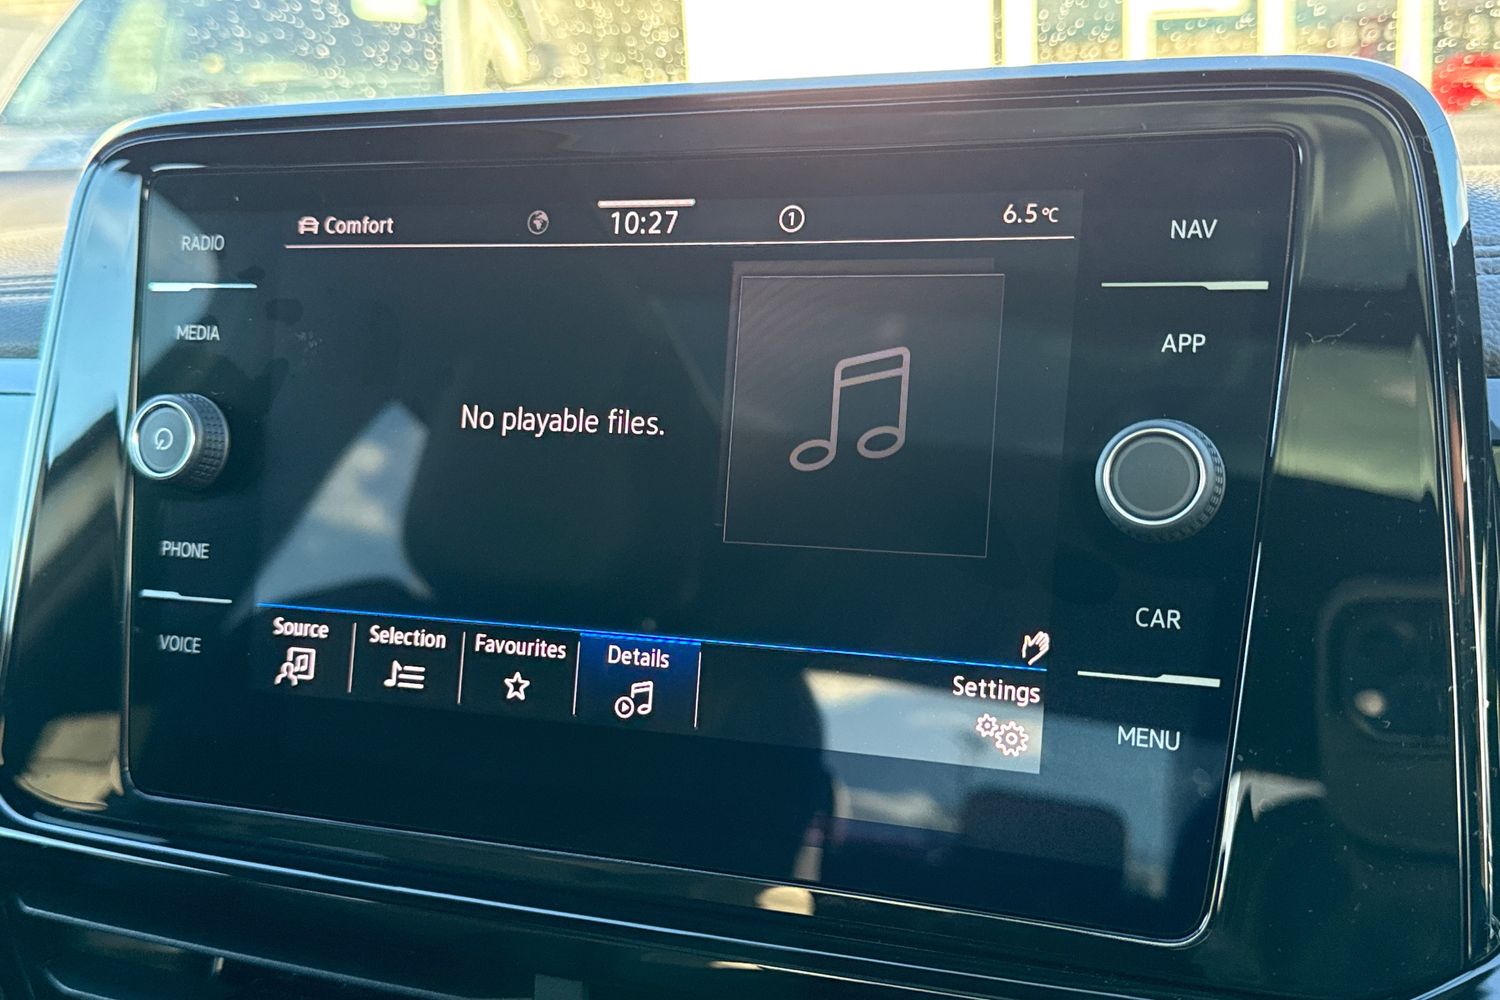 RADIO
MEDIA
PHONE
VOICE
Comfort
10:27
1
6.5°C
No playable files.
Source
Selection
Favourites
Details
Settings
NAV
APP
CAR
MENU